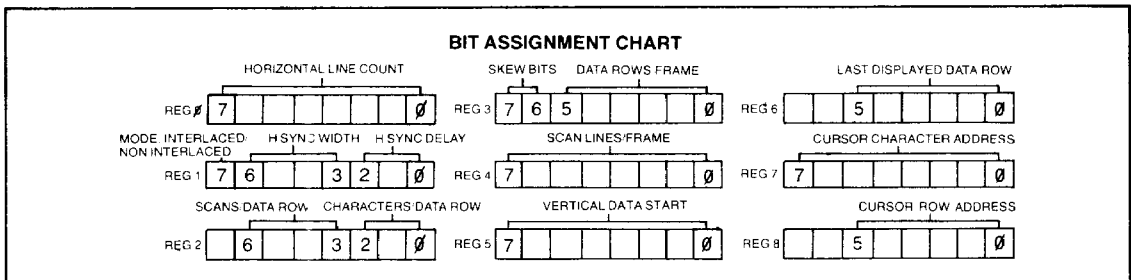 BIT ASSIGNMENT CHART
HORIZONTAL LINE COUNT
REG Ø 7 Ø
MODE: INTERLACED/
NON INTERLACED
H SYNC WIDTH H SYNC DELAY
REG 1 7 6 3 2 Ø
SCANS/DATA ROW CHARACTERS/DATA ROW
REG 2 6 3 2 Ø
SKEW BITS DATA ROWS FRAME
REG 3 7 6 5 Ø
SCAN LINES/FRAME
REG 4 7 Ø
VERTICAL DATA START
REG 5 7 Ø
LAST DISPLAYED DATA ROW
REG 6 5 Ø
CURSOR CHARACTER ADDRESS
REG 7 7 Ø
CURSOR ROW ADDRESS
REG 8 5 Ø